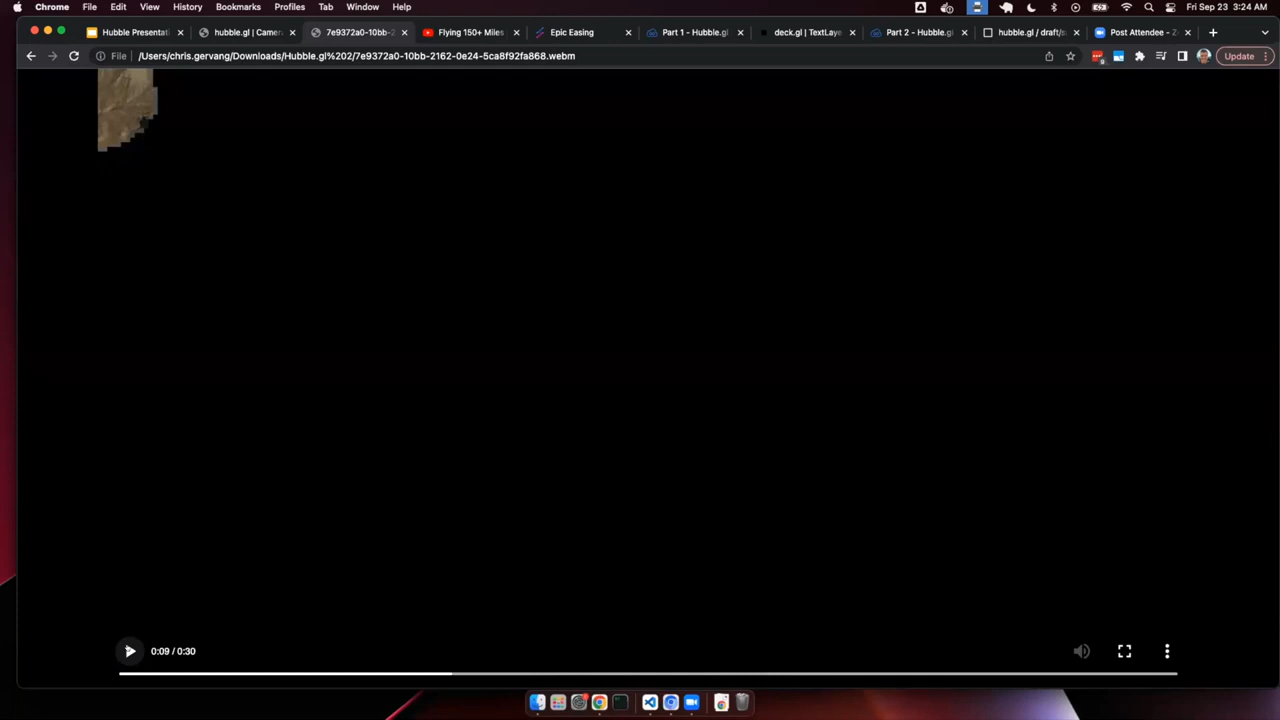 Chrome File Edit View History Bookmarks Profiles Tab Window Help Fri Sep 23 3:24 AM
Hubble Presentati hubble.gl | Camer 7e9372a0-10bb-2 Flying 150+ Miles Epic Easing Part 1 - Hubble.gl deck.gl | TextLaye Part 2 - Hubble.gl hubble.gl / draft/su Post Attendee - Z
File /Users/chris.gervang/Downloads/Hubble.gl%202/7e9372a0-10bb-2162-0e24-5ca8f92fa868.webm Update
0:09 / 0:30